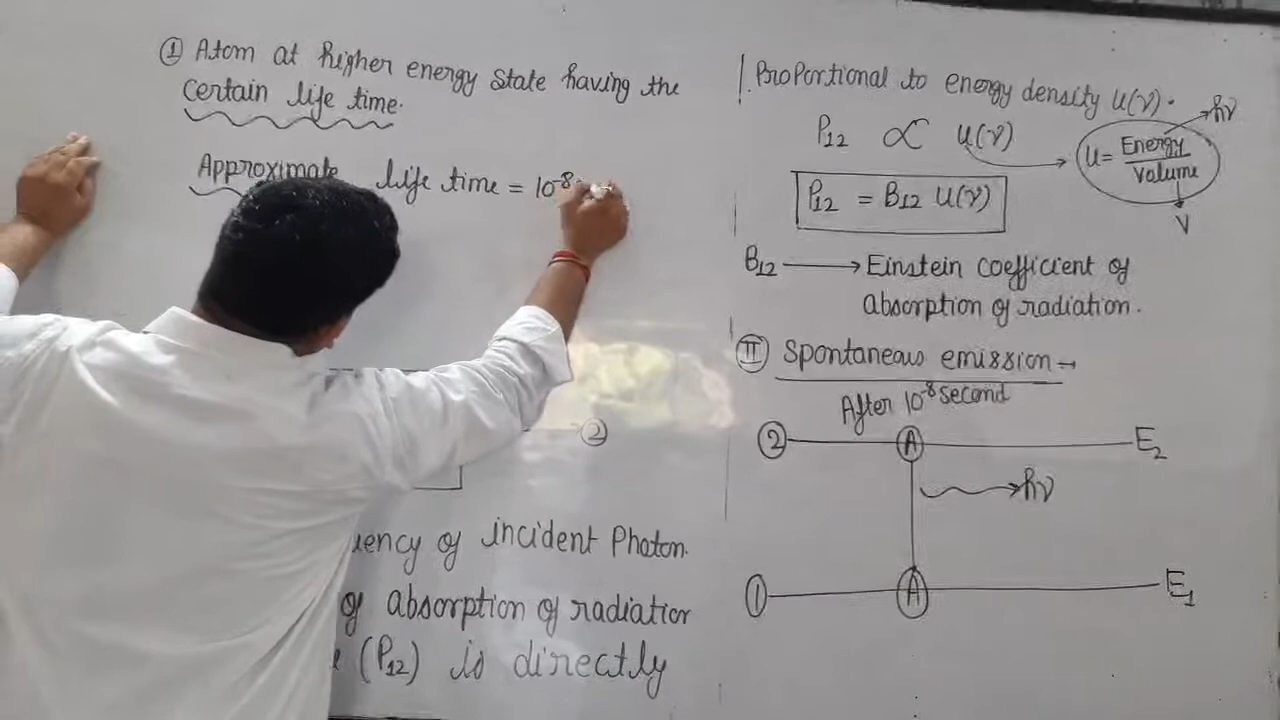 ① Atom at higher energy state having the
certain life time.
Approximate life time = 10⁻⁸
②
uency of incident Photon.
of absorption of radiation
(P₁₂) is directly
Proportional to energy density u(ν).
hν
P₁₂ ∝ u(ν)
u = Energy/Volume
V
P₁₂ = B₁₂ u(ν)
B₁₂ → Einstein coefficient of
absorption of radiation.
Ⅱ Spontaneous emission →
After 10⁻⁸ second
② A E₂
hν
① A E₁